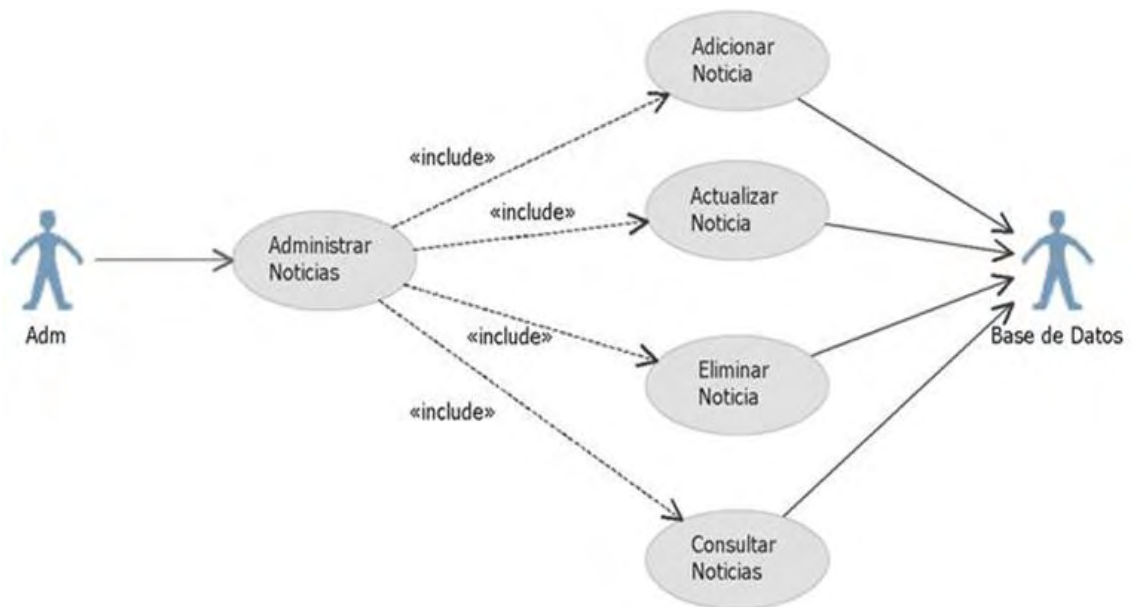 Adicionar
Noticia
«include»
Actualizar
Noticia
«include»
Administrar
Noticias
Adm
Base de Datos
«include»
Eliminar
Noticia
«include»
Consultar
Noticias